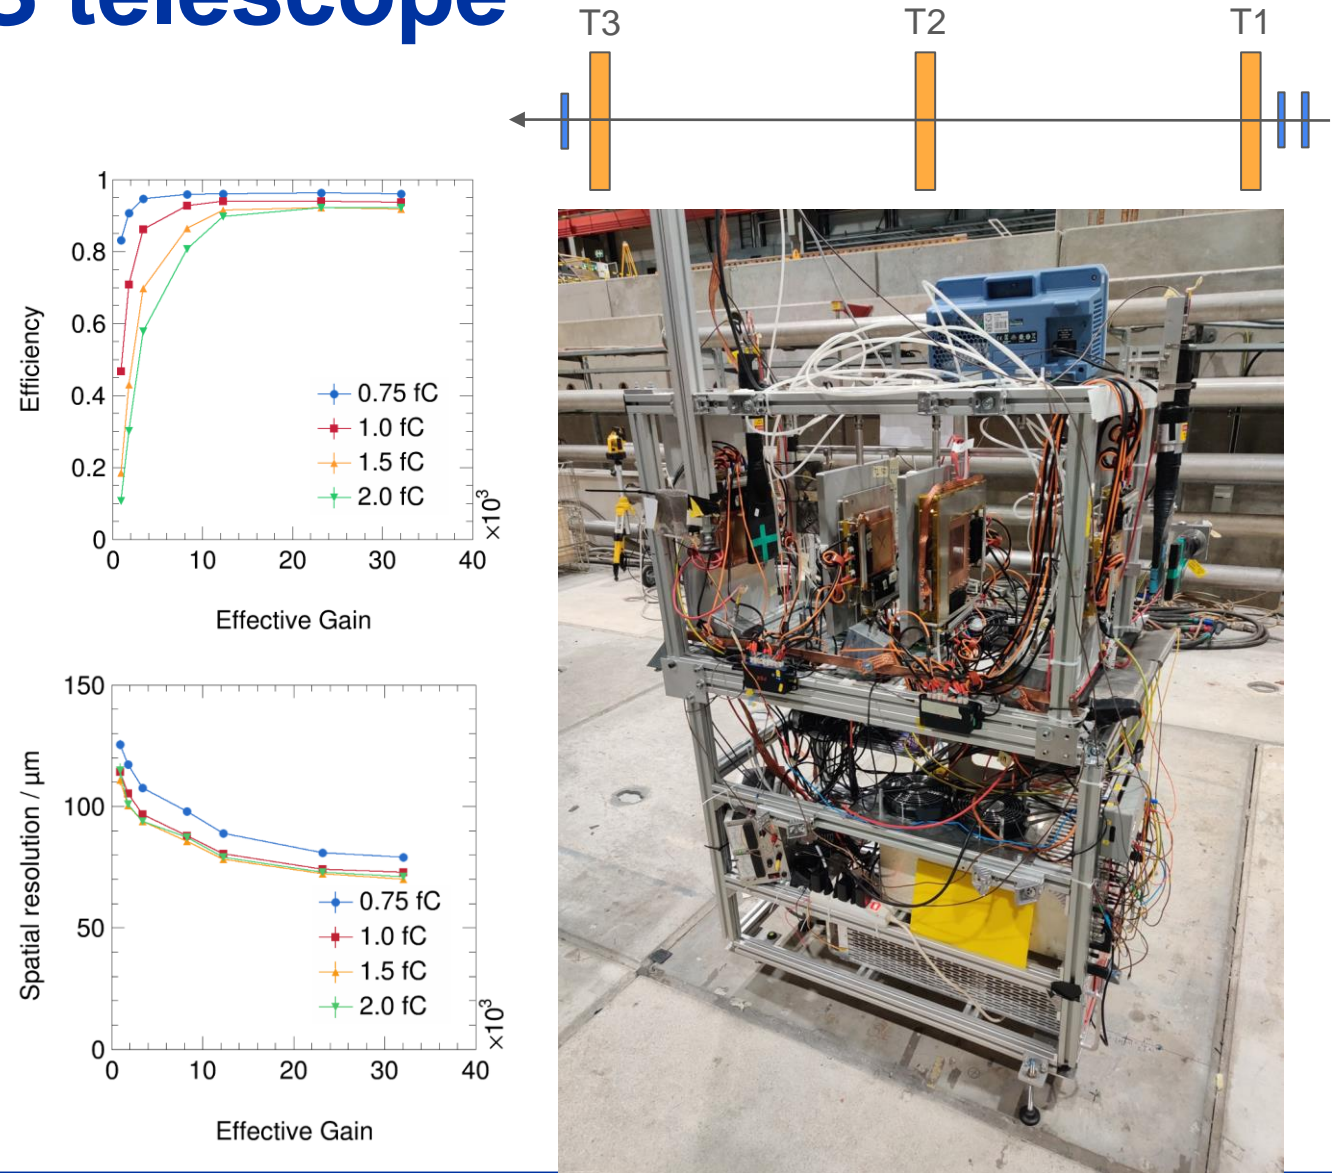 telescope
T3 T2 T1
1
0.8
0.6
0.4
0.2
0
Efficiency
0.75 fC
1.0 fC
1.5 fC
2.0 fC
0 10 20 30 40
×10³
Effective Gain
150
100
50
0
Spatial resolution / µm
0.75 fC
1.0 fC
1.5 fC
2.0 fC
0 10 20 30 40
×10³
Effective Gain